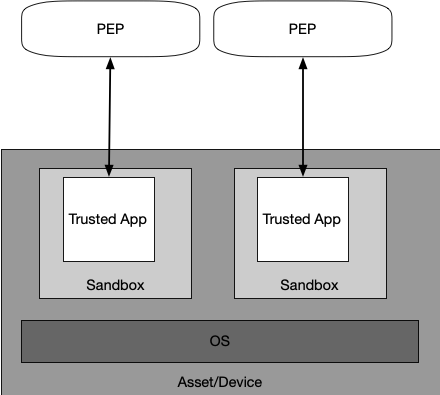 PEP
PEP
Trusted App
Trusted App
Sandbox
Sandbox
OS
Asset/Device